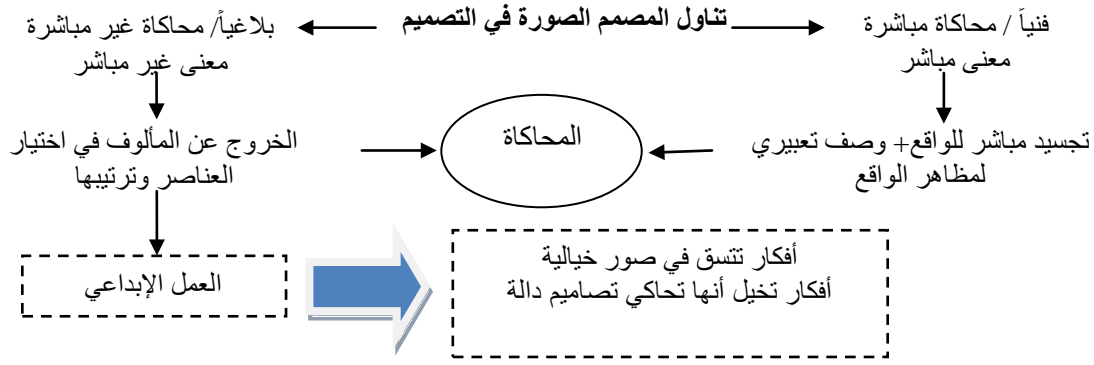 تناول المصمم الصورة في التصميم
فنياً / محاكاة مباشرة
معنى مباشر
بلاغياً/ محاكاة غير مباشرة
معنى غير مباشر
تجسيد مباشر للواقع+ وصف تعبيري
لمظاهر الواقع
المحاكاة
الخروج عن المألوف في اختيار
العناصر وترتيبها
أفكار تتسق في صور خيالية
أفكار تخيل أنها تحاكي تصاميم دالة
العمل الإبداعي